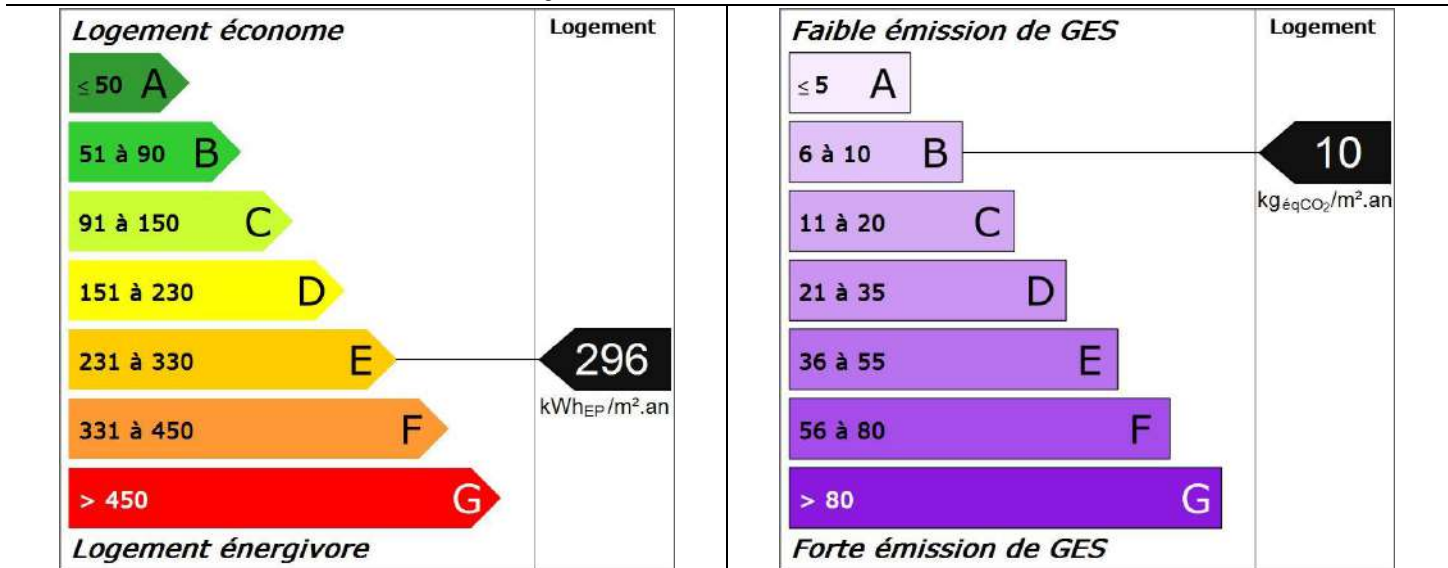 Logement économe
Logement
≤ 50 A
51 à 90 B
91 à 150 C
151 à 230 D
231 à 330 E
296
kWhEP/m².an
331 à 450 F
> 450 G
Logement énergivore
Faible émission de GES
Logement
≤ 5 A
6 à 10 B
10
kgéqCO₂/m².an
11 à 20 C
21 à 35 D
36 à 55 E
56 à 80 F
> 80 G
Forte émission de GES